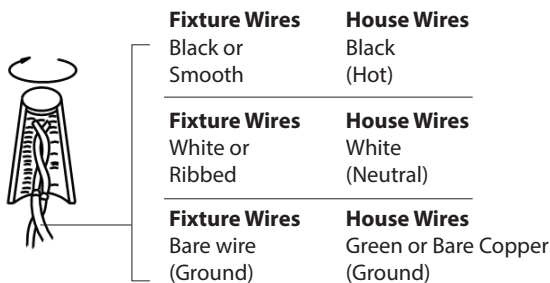 Fixture Wires House Wires
Black or Black
Smooth (Hot)
Fixture Wires House Wires
White or White
Ribbed (Neutral)
Fixture Wires House Wires
Bare wire Green or Bare Copper
(Ground) (Ground)